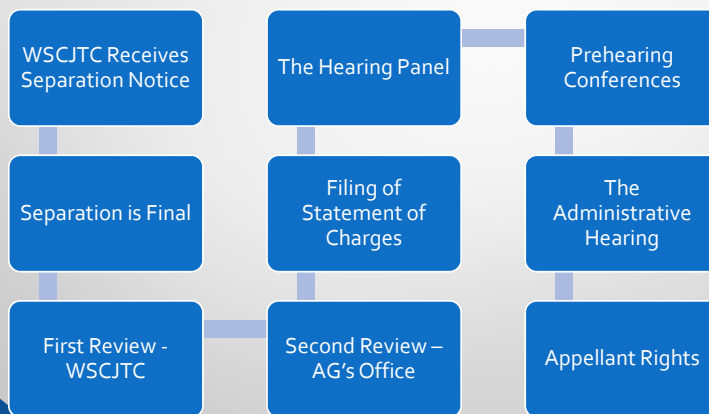 WSCJTC Receives
Separation Notice
Separation is Final
First Review -
WSCJTC
Second Review –
AG's Office
Filing of
Statement of
Charges
The Hearing Panel
Prehearing
Conferences
The
Administrative
Hearing
Appellant Rights